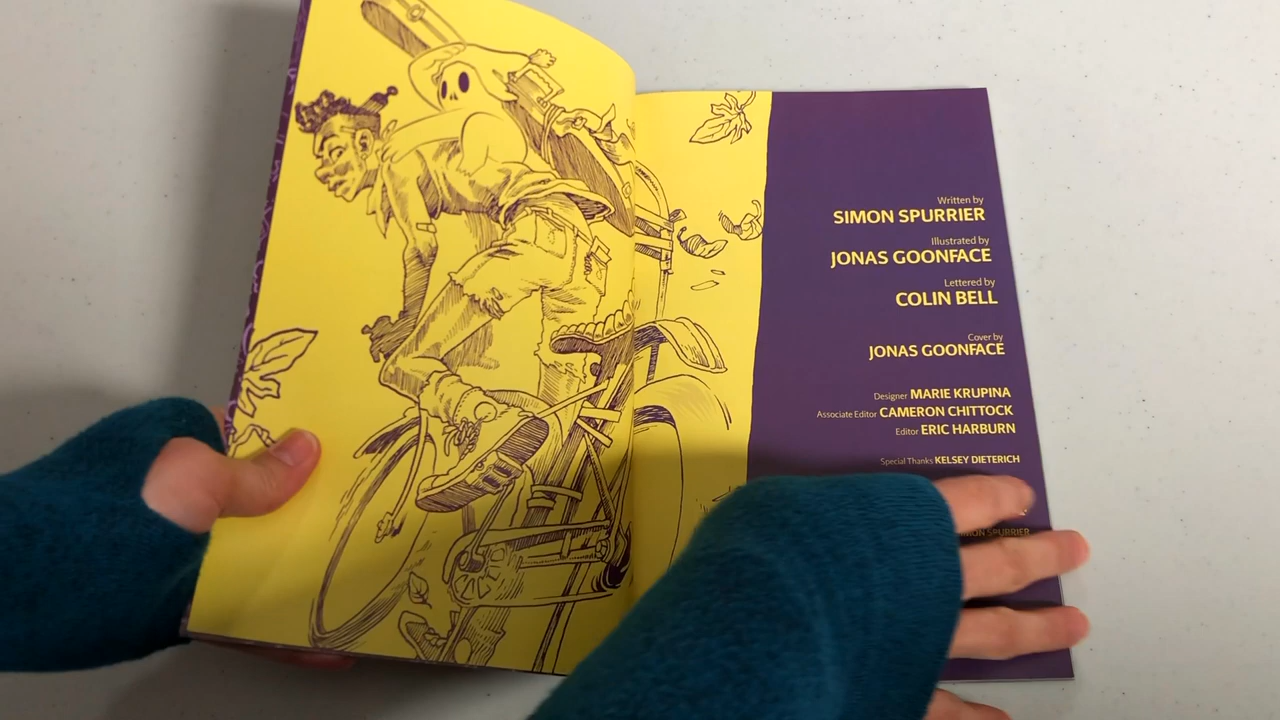 Written by
SIMON SPURRIER
Illustrated by
JONAS GOONFACE
Lettered by
COLIN BELL
Cover by
JONAS GOONFACE
Designer MARIE KRUPINA
Associate Editor CAMERON CHITTOCK
Editor ERIC HARBURN
Special Thanks KELSEY DIETERICH
SPURRIER